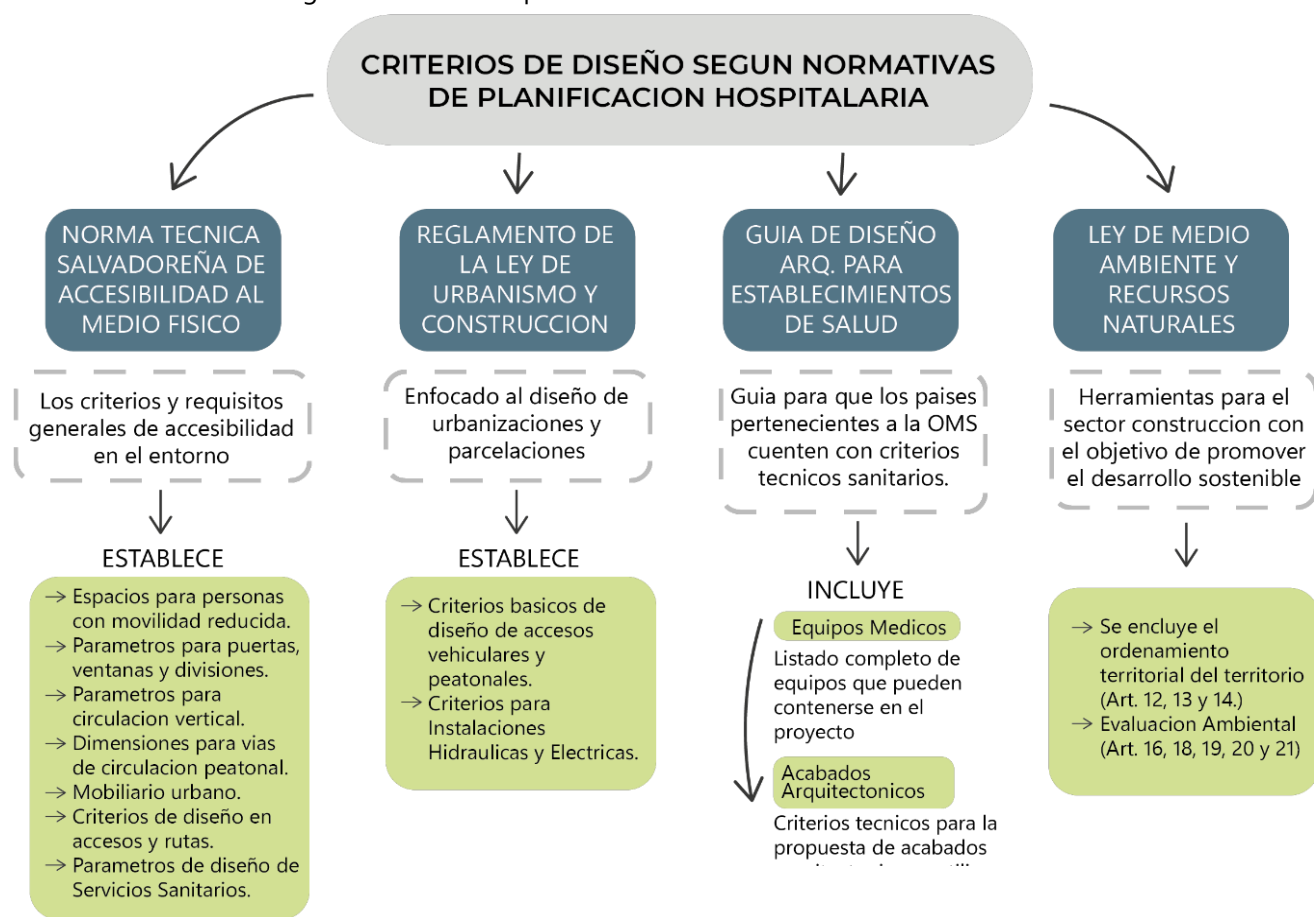 CRITERIOS DE DISEÑO SEGUN NORMATIVAS
DE PLANIFICACION HOSPITALARIA
NORMA TECNICA
SALVADOREÑA DE
ACCESIBILIDAD AL
MEDIO FISICO
Los criterios y requisitos
generales de accesibilidad
en el entorno
ESTABLECE
→ Espacios para personas
con movilidad reducida.
→ Parametros para puertas,
ventanas y divisiones.
→ Parametros para
circulacion vertical.
→ Dimensiones para vias
de circulacion peatonal.
→ Mobiliario urbano.
→ Criterios de diseño en
accesos y rutas.
→ Parametros de diseño de
Servicios Sanitarios.
REGLAMENTO DE
LA LEY DE
URBANISMO Y
CONSTRUCCION
Enfocado al diseño de
urbanizaciones y
parcelaciones
ESTABLECE
→ Criterios basicos de
diseño de accesos
vehiculares y
peatonales.
→ Criterios para
Instalaciones
Hidraulicas y Electricas.
GUIA DE DISEÑO
ARQ. PARA
ESTABLECIMIENTOS
DE SALUD
Guia para que los paises
pertenecientes a la OMS
cuenten con criterios
tecnicos sanitarios.
INCLUYE
Equipos Medicos
Listado completo de
equipos que pueden
contenerse en el
proyecto
Acabados
Arquitectonicos
Criterios tecnicos para la
propuesta de acabados
LEY DE MEDIO
AMBIENTE Y
RECURSOS
NATURALES
Herramientas para el
sector construccion con
el objetivo de promover
el desarrollo sostenible
→ Se encluye el
ordenamiento
territorial del territorio
(Art. 12, 13 y 14.)
→ Evaluacion Ambiental
(Art. 16, 18, 19, 20 y 21)